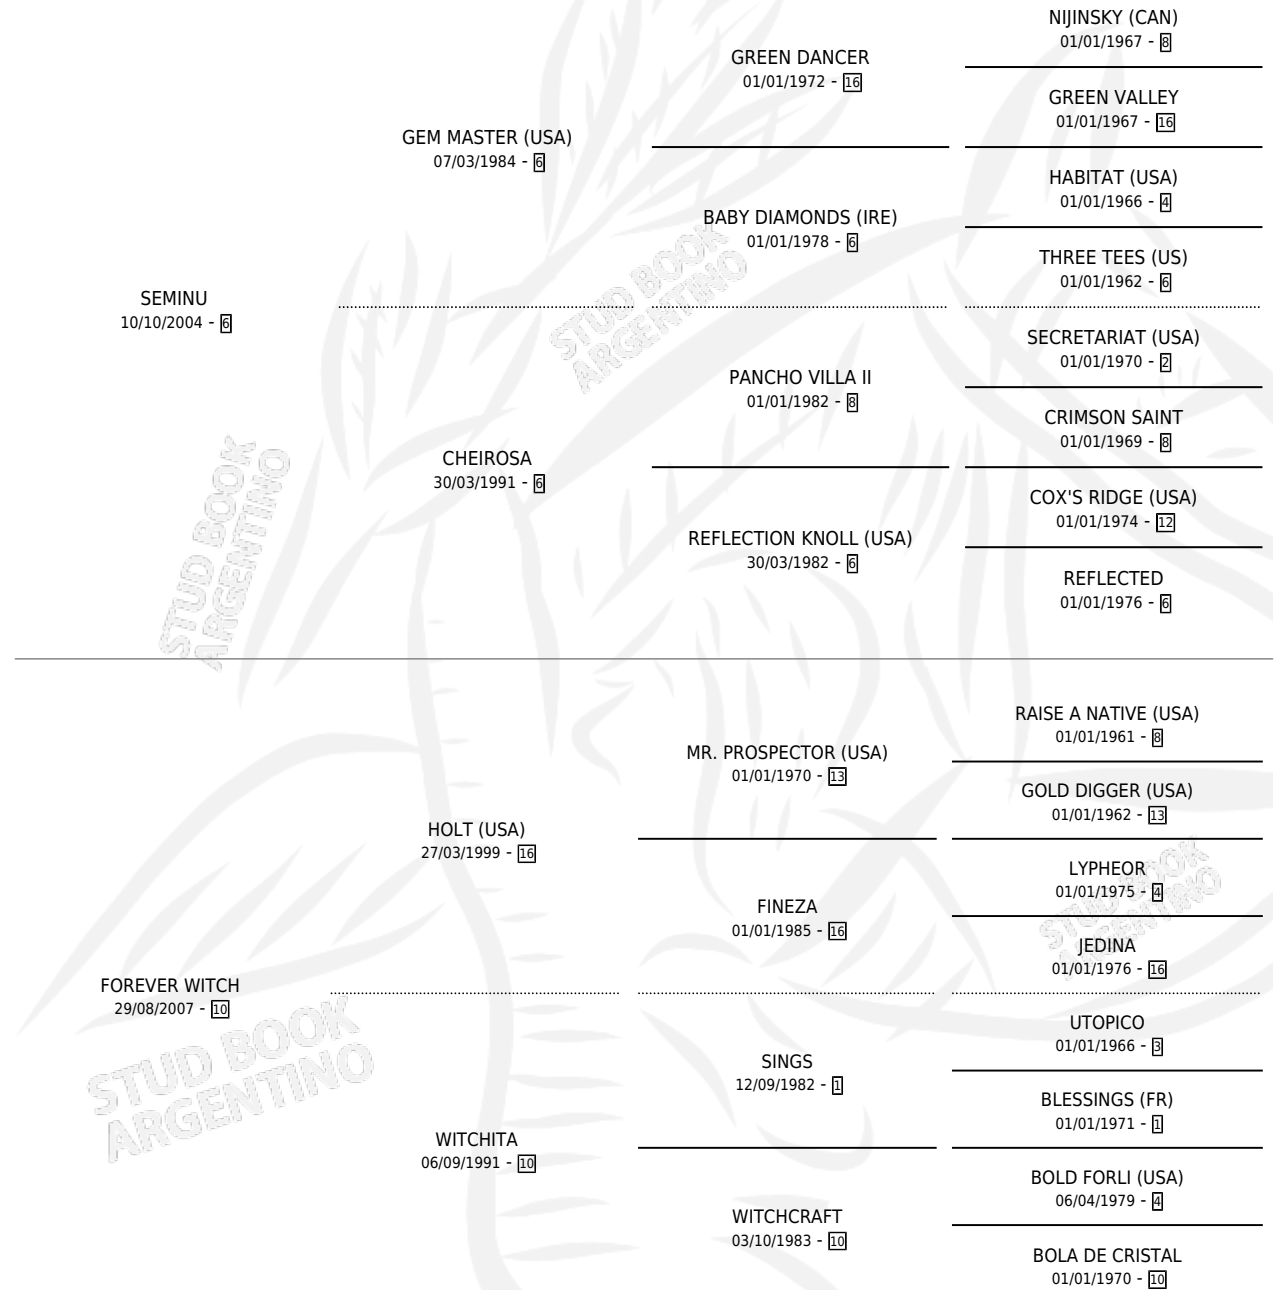 NIJINSKY (CAN)
01/01/1967 - 8
GREEN DANCER
01/01/1972 - 16
GREEN VALLEY
01/01/1967 - 16
GEM MASTER (USA)
07/03/1984 - 6
HABITAT (USA)
01/01/1966 - 4
BABY DIAMONDS (IRE)
01/01/1978 - 6
THREE TEES (US)
01/01/1962 - 6
SEMINU
10/10/2004 - 6
STUD BOOK
ARGENTINO
SECRETARIAT (USA)
01/01/1970 - 2
PANCHO VILLA II
01/01/1982 - 8
CRIMSON SAINT
01/01/1969 - 8
CHEIROSA
30/03/1991 - 6
COX'S RIDGE (USA)
01/01/1974 - 12
REFLECTION KNOLL (USA)
30/03/1982 - 6
REFLECTED
01/01/1976 - 6
STUD BOOK
ARGENTINO
RAISE A NATIVE (USA)
01/01/1961 - 8
MR. PROSPECTOR (USA)
01/01/1970 - 13
GOLD DIGGER (USA)
01/01/1962 - 13
HOLT (USA)
27/03/1999 - 16
LYPHEOR
01/01/1975 - 4
FINEZA
01/01/1985 - 16
JEDINA
01/01/1976 - 16
STUD BOOK
ARGENTINO
FOREVER WITCH
29/08/2007 - 10
UTOPICO
01/01/1966 - 3
SINGS
12/09/1982 - 1
BLESSINGS (FR)
01/01/1971 - 1
STUD BOOK
ARGENTINO
WITCHITA
06/09/1991 - 10
BOLD FORLI (USA)
06/04/1979 - 4
WITCHCRAFT
03/10/1983 - 10
BOLA DE CRISTAL
01/01/1970 - 10